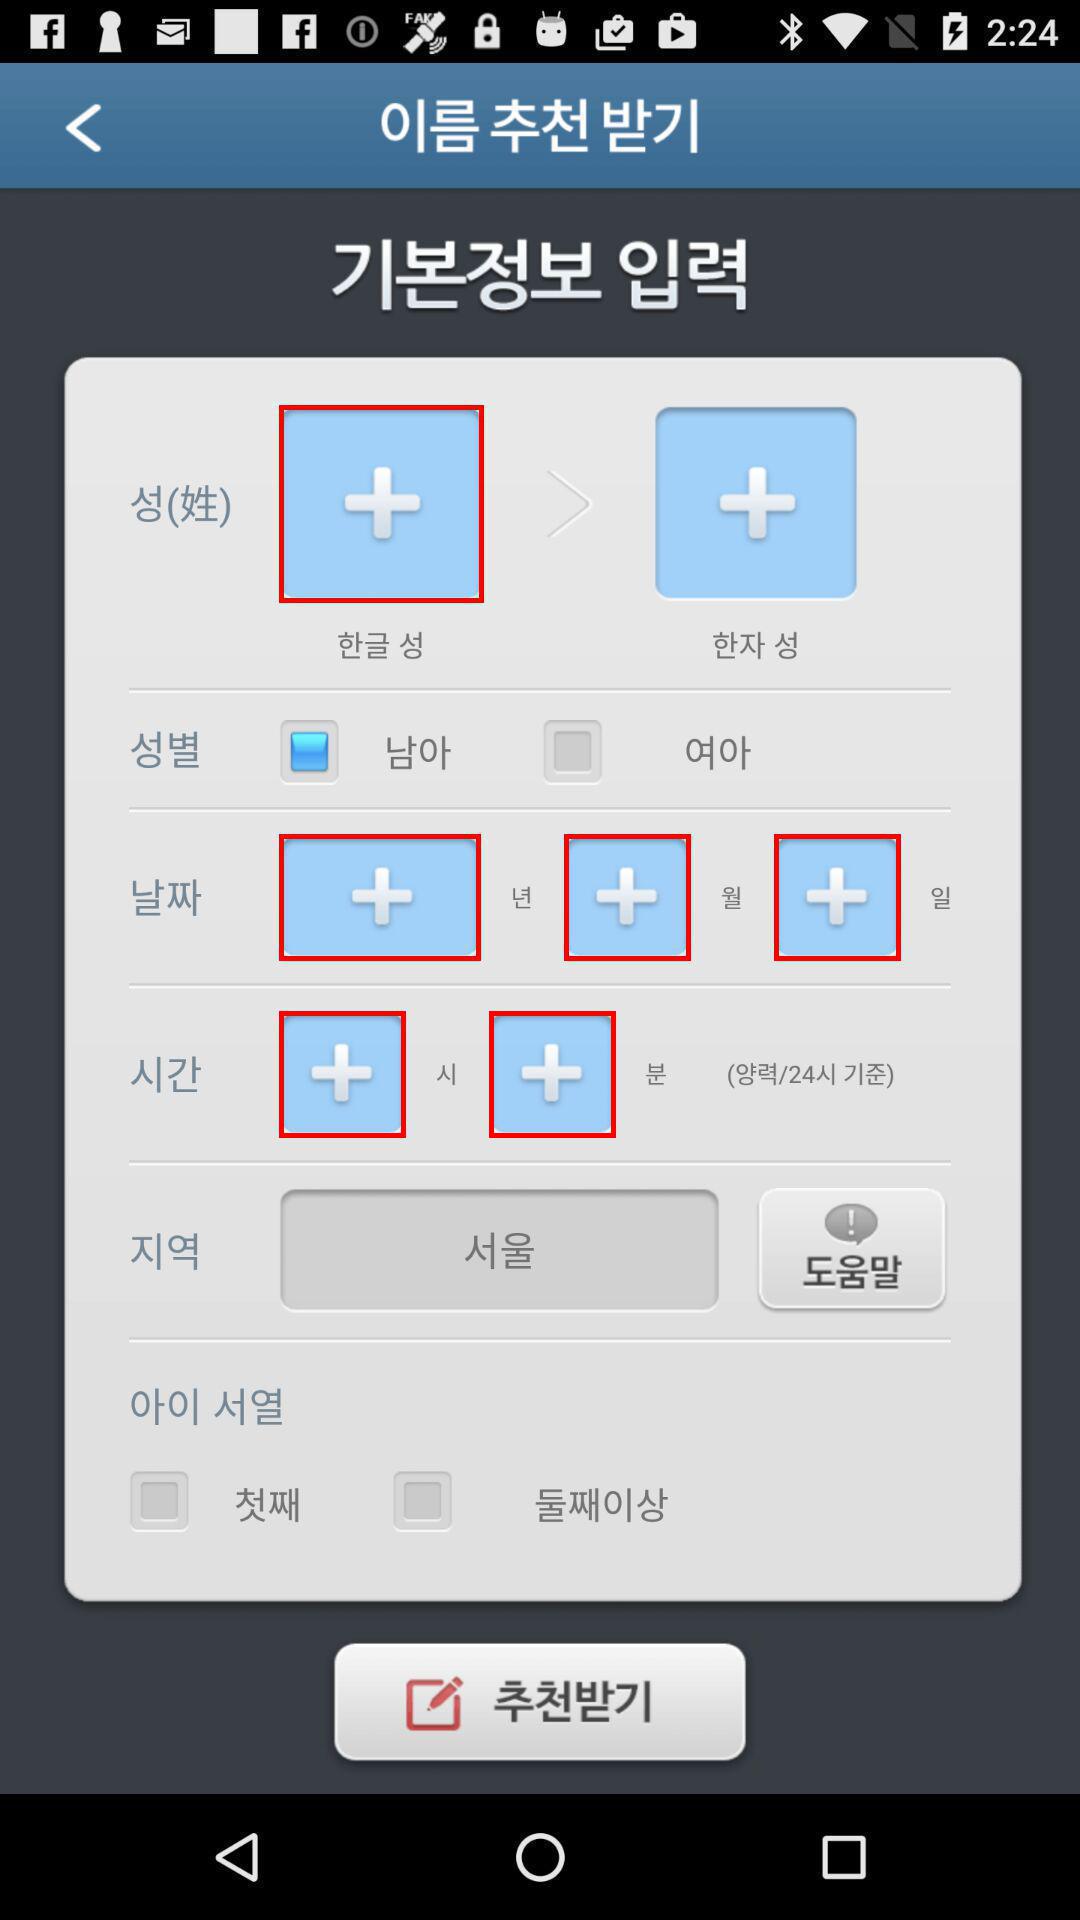 FAKE 2:24
이름 추천 받기
기본정보 입력
성(姓)
한글 성 한자 성
성별 남아 여아
날짜 년 월 일
시간 시 분 (양력/24시 기준)
지역 서울 도움말
아이 서열
첫째 둘째이상
추천받기